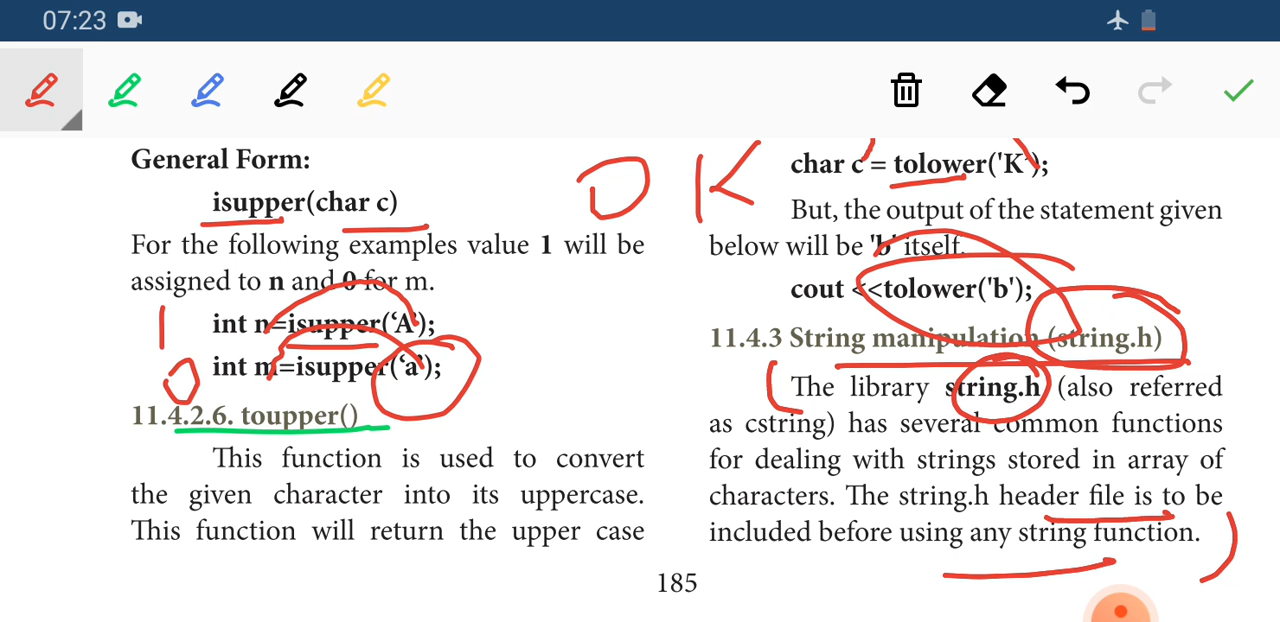 07:23
General Form:
isupper(char c)
For the following examples value 1 will be
assigned to n and 0 for m.
int n=isupper(‘A’);
int m=isupper(‘a’);
11.4.2.6. toupper()
This function is used to convert
the given character into its uppercase.
This function will return the upper case
1
0
D K
char c = tolower('K');
But, the output of the statement given
below will be 'b' itself.
cout <<tolower('b');
11.4.3 String manipulation (string.h)
The library string.h (also referred
as cstring) has several common functions
for dealing with strings stored in array of
characters. The string.h header file is to be
included before using any string function.
185